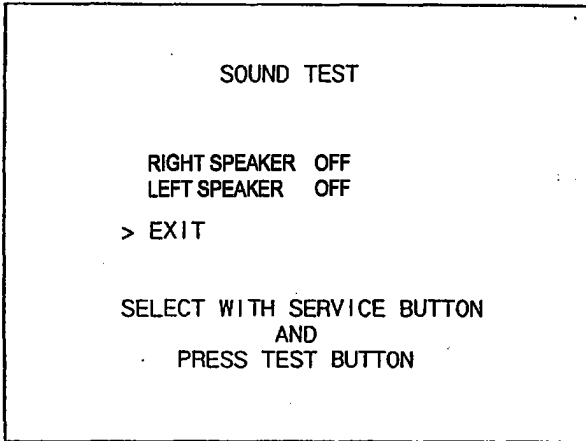 SOUND TEST
RIGHT SPEAKER OFF
LEFT SPEAKER OFF
> EXIT
SELECT WITH SERVICE BUTTON
AND
PRESS TEST BUTTON